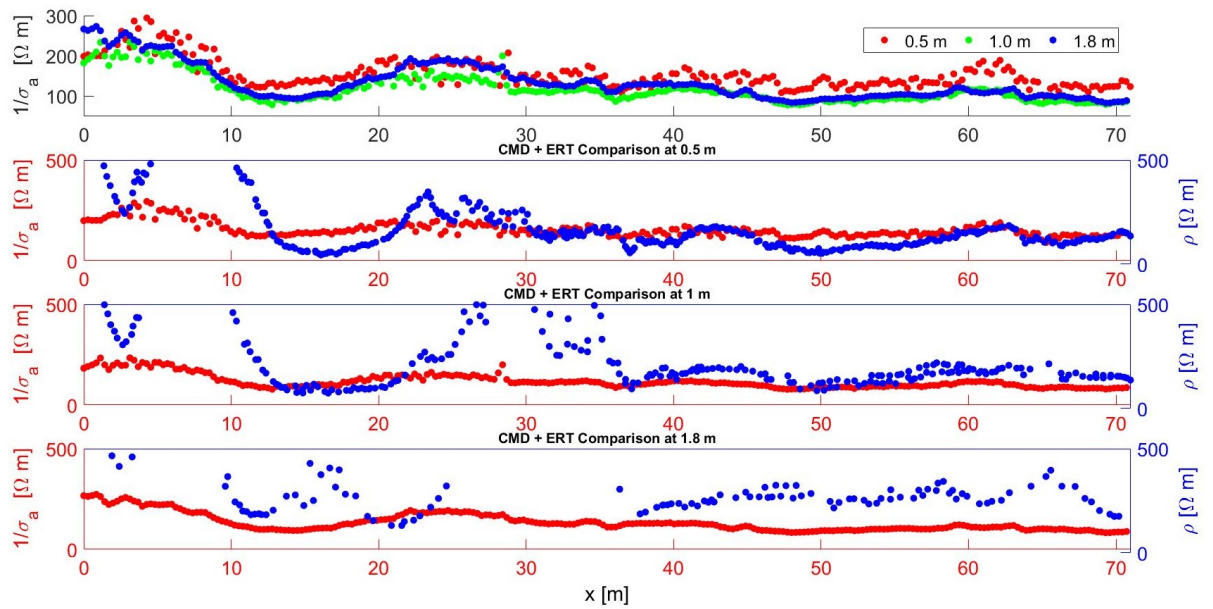 300
200
100
1/σa [Ω m]
0.5 m 1.0 m 1.8 m
0 10 20 30 40 50 60 70
CMD + ERT Comparison at 0.5 m
500
0
1/σa [Ω m]
500
0
ρ [Ω m]
0 10 20 30 40 50 60 70
CMD + ERT Comparison at 1 m
500
0
1/σa [Ω m]
500
0
ρ [Ω m]
0 10 20 30 40 50 60 70
CMD + ERT Comparison at 1.8 m
500
0
1/σa [Ω m]
500
0
ρ [Ω m]
0 10 20 30 40 50 60 70
x [m]